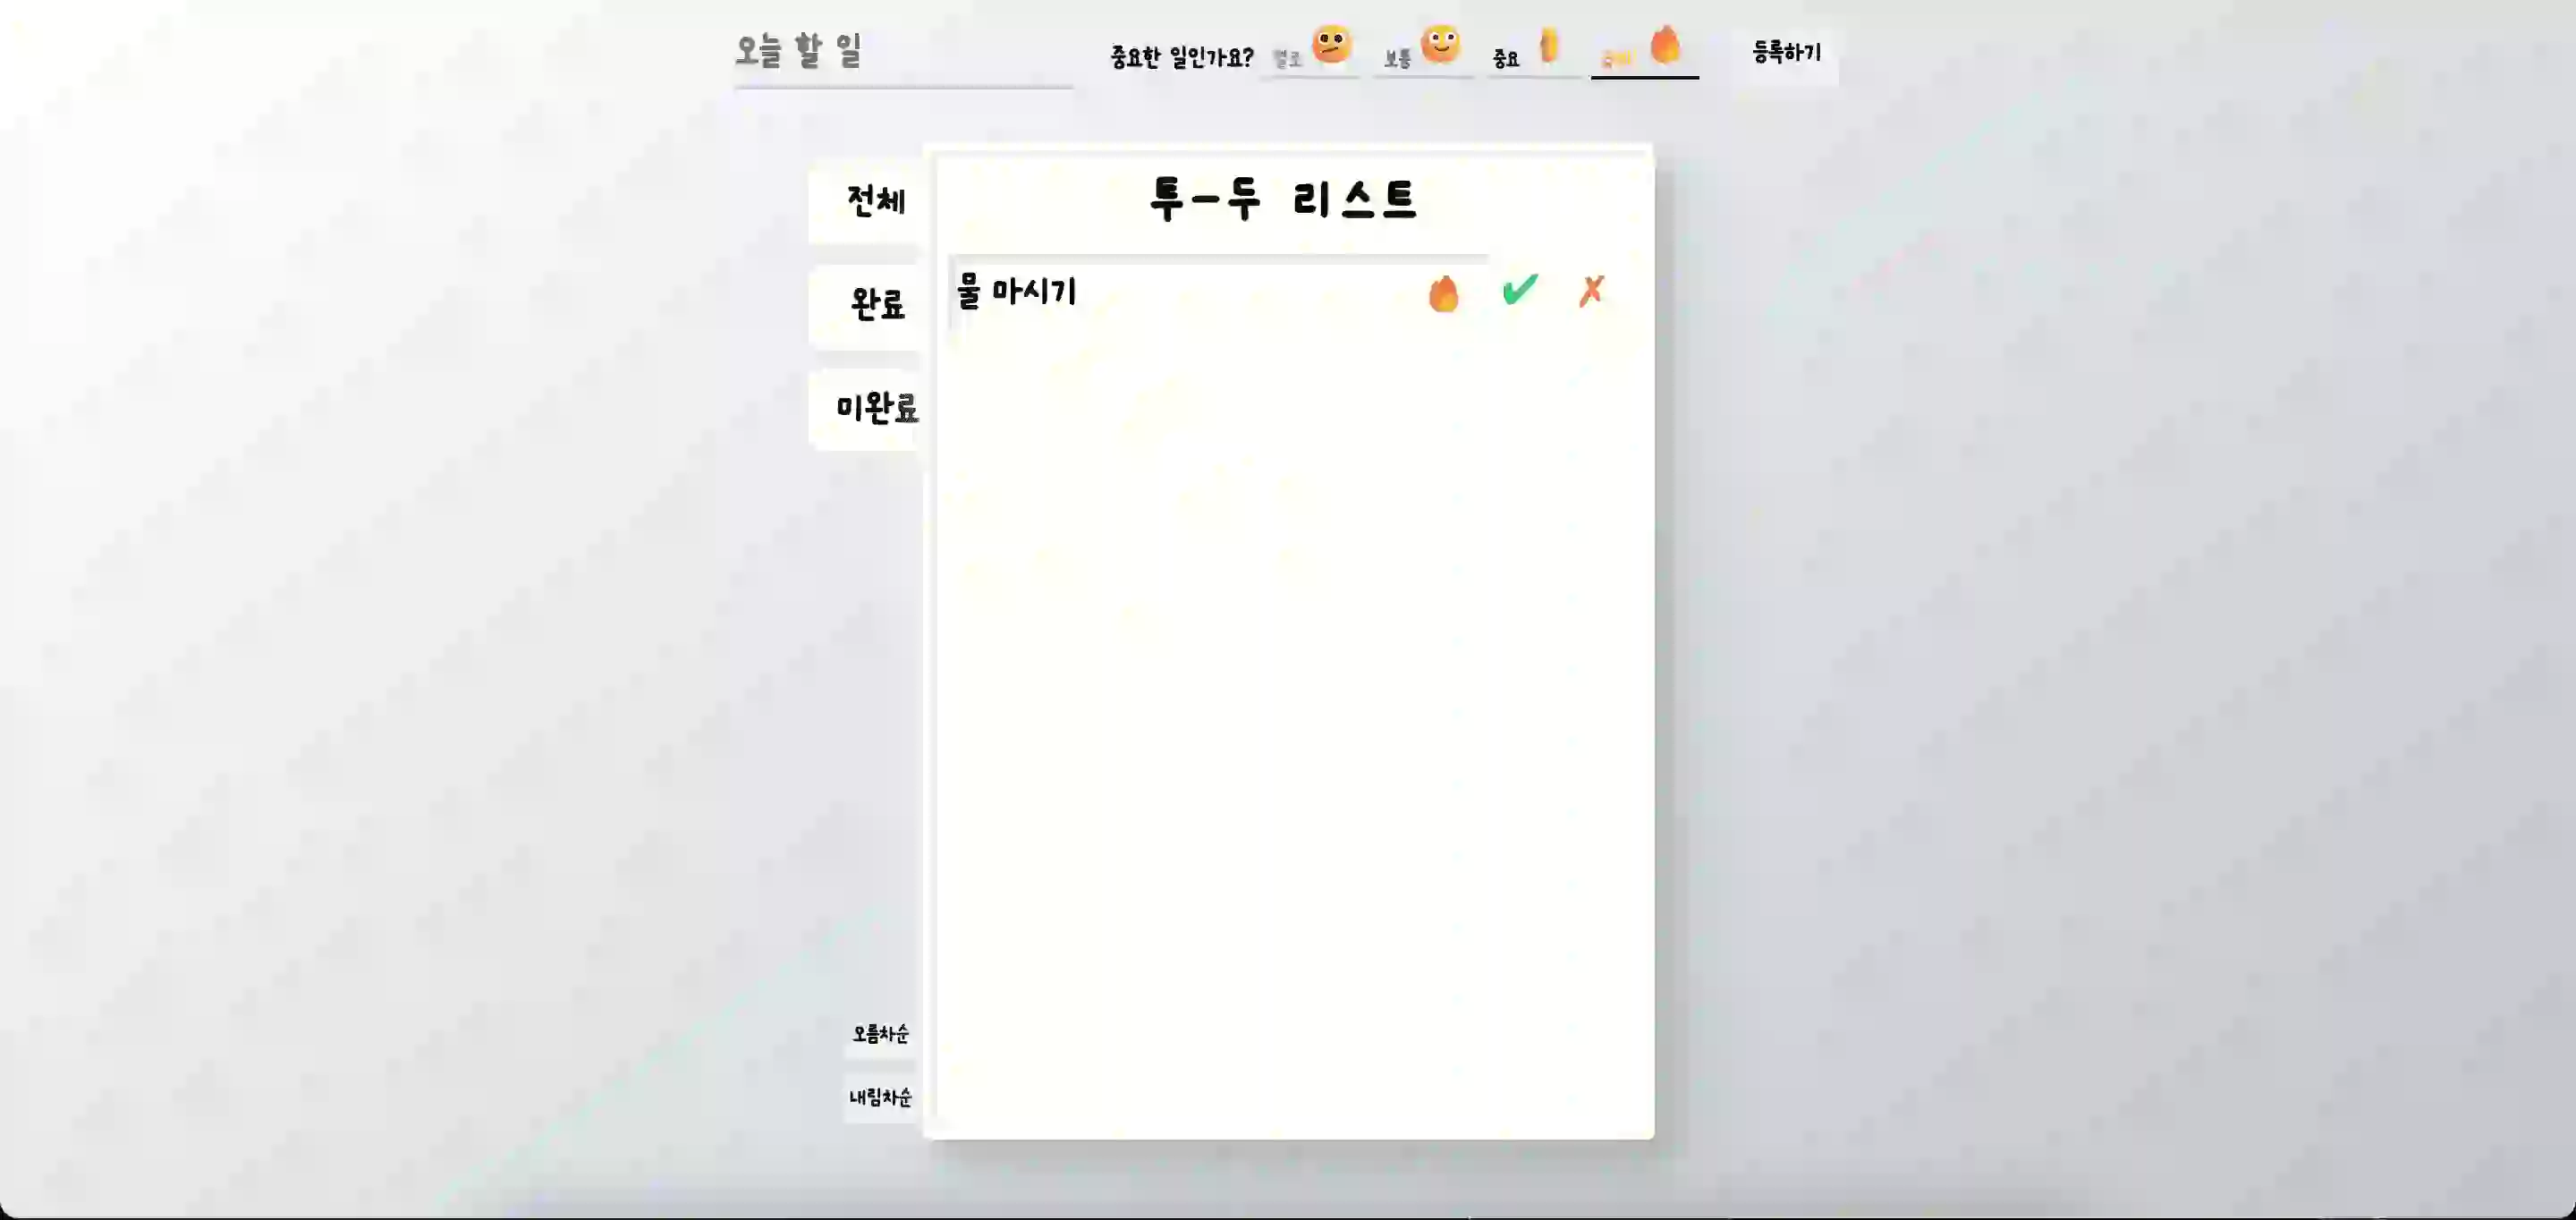 오늘 할 일
중요한 일인가요? 별로 보통 중요
등록하기
투-두 리스트
전체
완료
미완료
물 마시기
오름차순
내림차순